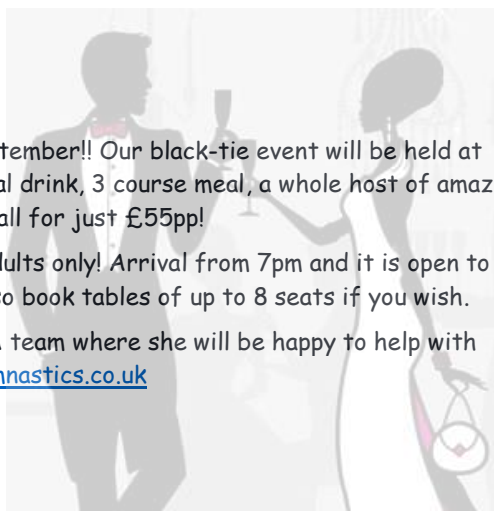 tember!! Our black-tie event will be held at
al drink, 3 course meal, a whole host of amaz
all for just £55pp!
dults only! Arrival from 7pm and it is open to
so book tables of up to 8 seats if you wish.
team where she will be happy to help with
nnastics.co.uk